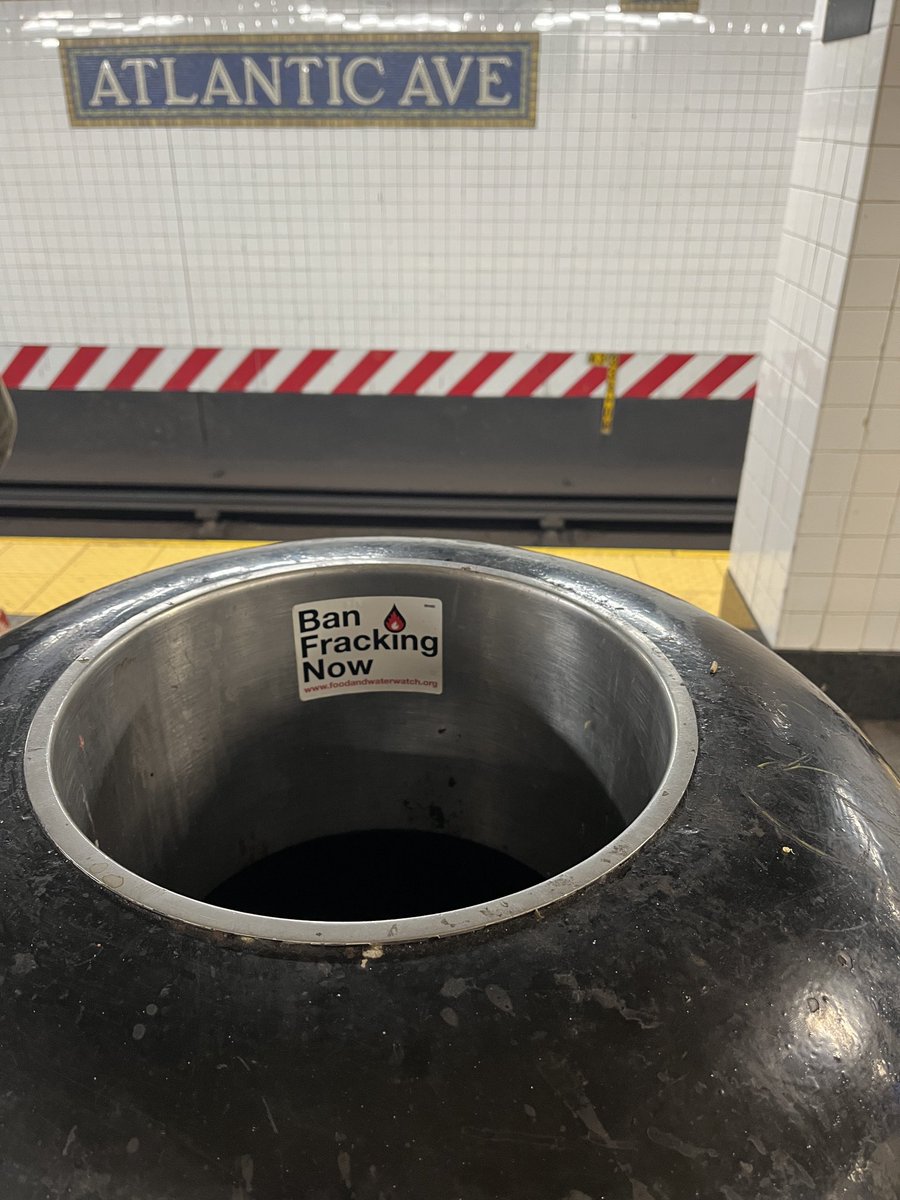 ATLANTIC AVE
Ban
Fracking
Now
www.foodandwaterwatch.org